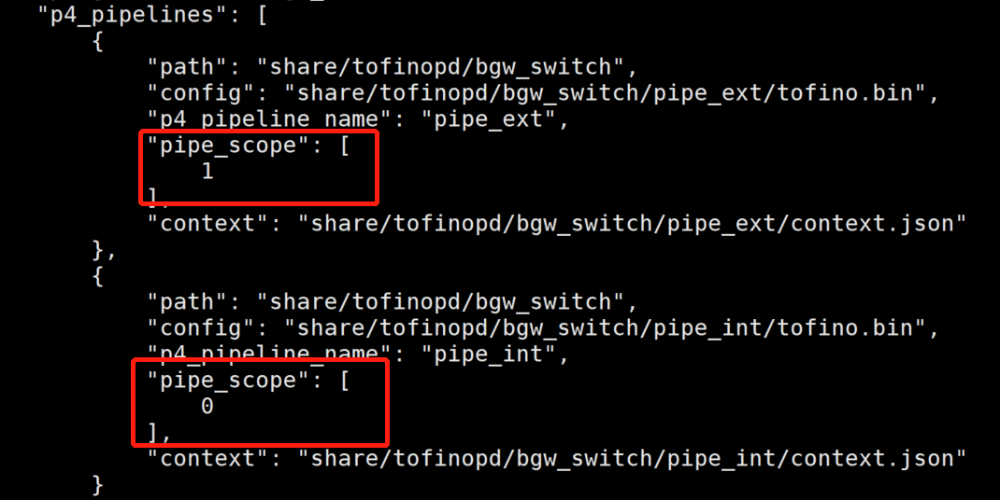 "p4_pipelines": [
{
"path": "share/tofinopd/bgw_switch",
"config": "share/tofinopd/bgw_switch/pipe_ext/tofino.bin",
"p4_pipeline_name": "pipe_ext",
"pipe_scope": [
1
],
"context": "share/tofinopd/bgw_switch/pipe_ext/context.json"
},
{
"path": "share/tofinopd/bgw_switch",
"config": "share/tofinopd/bgw_switch/pipe_int/tofino.bin",
"p4_pipeline_name": "pipe_int",
"pipe_scope": [
0
],
"context": "share/tofinopd/bgw_switch/pipe_int/context.json"
}